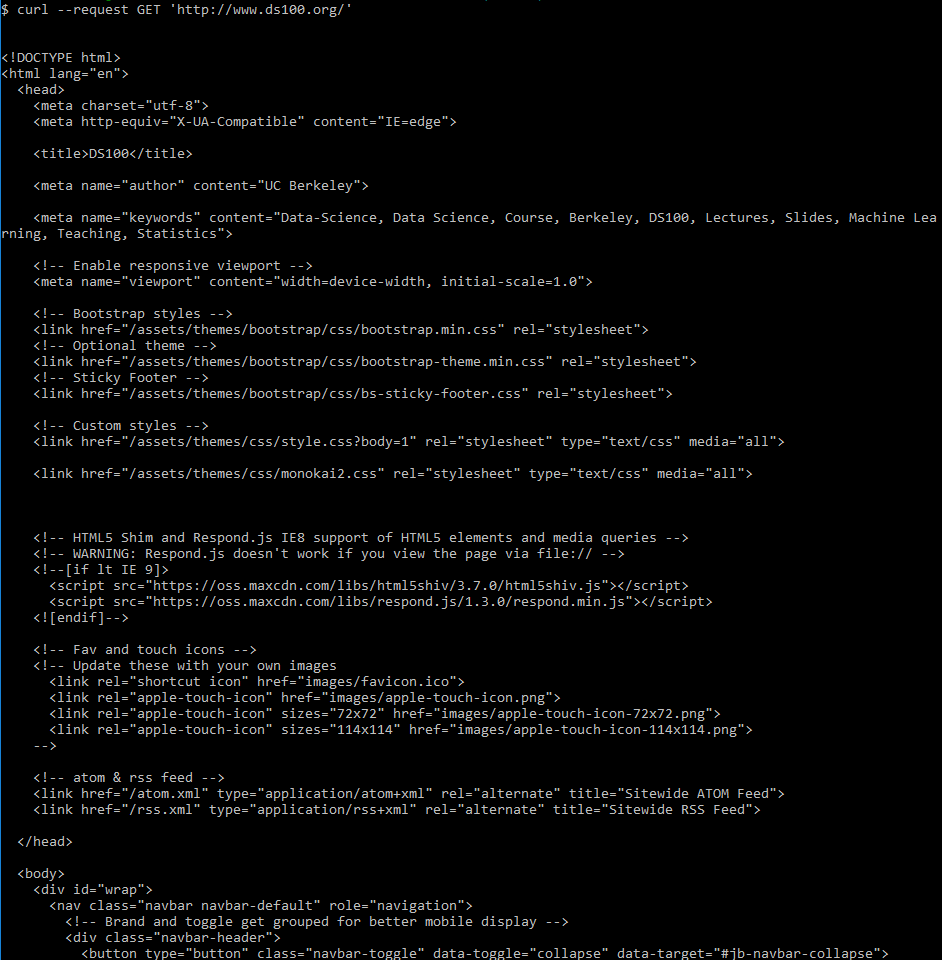 $ curl --request GET 'http://www.ds100.org/'
<!DOCTYPE html>
<html lang="en">
  <head>
    <meta charset="utf-8">
    <meta http-equiv="X-UA-Compatible" content="IE=edge">
    <title>DS100</title>
    <meta name="author" content="UC Berkeley">
    <meta name="keywords" content="Data-Science, Data Science, Course, Berkeley, DS100, Lectures, Slides, Machine Lea
rning, Teaching, Statistics">
    <!-- Enable responsive viewport -->
    <meta name="viewport" content="width=device-width, initial-scale=1.0">
    <!-- Bootstrap styles -->
    <link href="/assets/themes/bootstrap/css/bootstrap.min.css" rel="stylesheet">
    <!-- Optional theme -->
    <link href="/assets/themes/bootstrap/css/bootstrap-theme.min.css" rel="stylesheet">
    <!-- Sticky Footer -->
    <link href="/assets/themes/bootstrap/css/bs-sticky-footer.css" rel="stylesheet">
    <!-- Custom styles -->
    <link href="/assets/themes/css/style.css?body=1" rel="stylesheet" type="text/css" media="all">
    <link href="/assets/themes/css/monokai2.css" rel="stylesheet" type="text/css" media="all">
    <!-- HTML5 Shim and Respond.js IE8 support of HTML5 elements and media queries -->
    <!-- WARNING: Respond.js doesn't work if you view the page via file:// -->
    <!--[if lt IE 9]>
      <script src="https://oss.maxcdn.com/libs/html5shiv/3.7.0/html5shiv.js"></script>
      <script src="https://oss.maxcdn.com/libs/respond.js/1.3.0/respond.min.js"></script>
    <![endif]-->
    <!-- Fav and touch icons -->
    <!-- Update these with your own images
      <link rel="shortcut icon" href="images/favicon.ico">
      <link rel="apple-touch-icon" href="images/apple-touch-icon.png">
      <link rel="apple-touch-icon" sizes="72x72" href="images/apple-touch-icon-72x72.png">
      <link rel="apple-touch-icon" sizes="114x114" href="images/apple-touch-icon-114x114.png">
    -->
    <!-- atom & rss feed -->
    <link href="/atom.xml" type="application/atom+xml" rel="alternate" title="Sitewide ATOM Feed">
    <link href="/rss.xml" type="application/rss+xml" rel="alternate" title="Sitewide RSS Feed">
  </head>
  <body>
    <div id="wrap">
      <nav class="navbar navbar-default" role="navigation">
        <!-- Brand and toggle get grouped for better mobile display -->
        <div class="navbar-header">
          <button type="button" class="navbar-toggle" data-toggle="collapse" data-target="#jb-navbar-collapse">